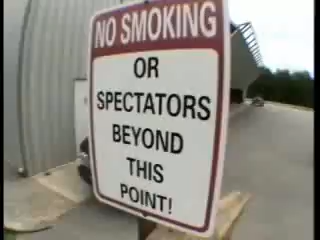 NO SMOKING
OR
SPECTATORS
BEYOND
THIS
POINT!